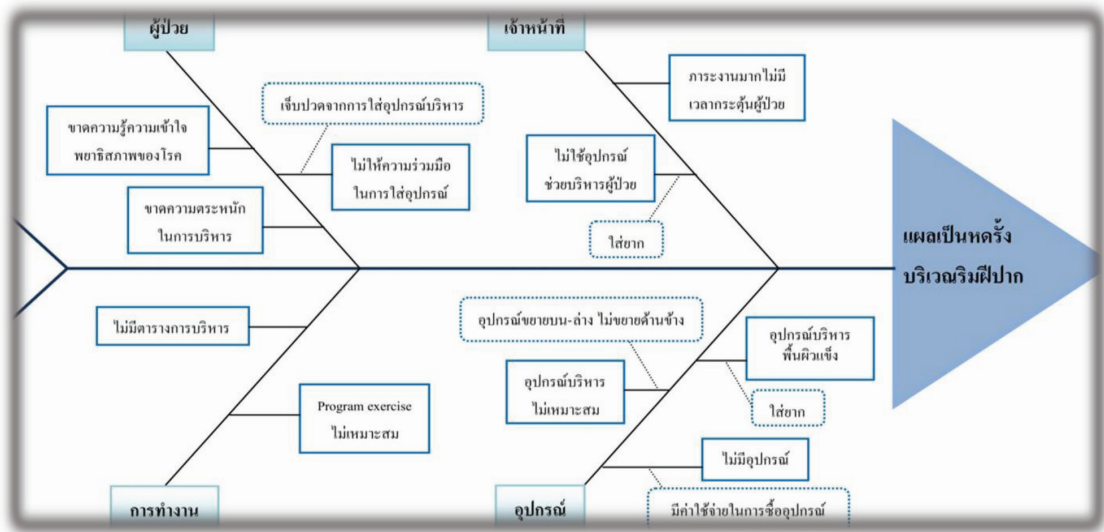 ผู้ป่วย
เจ้าหน้าที่
ภาระงานมากไม่มี
เวลากระตุ้นผู้ป่วย
เจ็บปวดจากการใส่อุปกรณ์บริหาร
ขาดความรู้ความเข้าใจ
พยาธิสภาพของโรค
ไม่ให้ความร่วมมือ
ในการใส่อุปกรณ์
ไม่ใช้อุปกรณ์
ช่วยบริหารผู้ป่วย
ขาดความตระหนัก
ในการบริหาร
ใส่ยาก
แผลเป็นหดรั้ง
บริเวณริมฝีปาก
ไม่มีตารางการบริหาร
อุปกรณ์ขยายบน-ล่าง ไม่ขยายด้านข้าง
อุปกรณ์บริหาร
พื้นผิวแข็ง
อุปกรณ์บริหาร
ไม่เหมาะสม
Program exercise
ไม่เหมาะสม
ใส่ยาก
ไม่มีอุปกรณ์
การทำงาน
อุปกรณ์
มีค่าใช้จ่ายในการซื้ออุปกรณ์